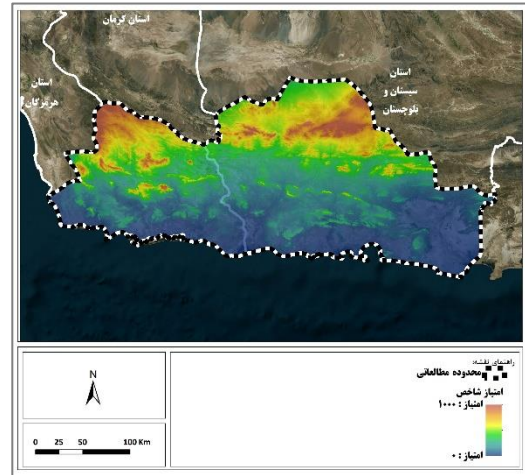 استان کرمان
استان
هرمزگان
استان
سیستان و
بلوچستان
راهنمای نقشه:
محدوده مطالعاتی
امتیاز شاخص
امتیاز : ۱۰۰۰
امتیاز : ۰
N
0 25 50 100 Km